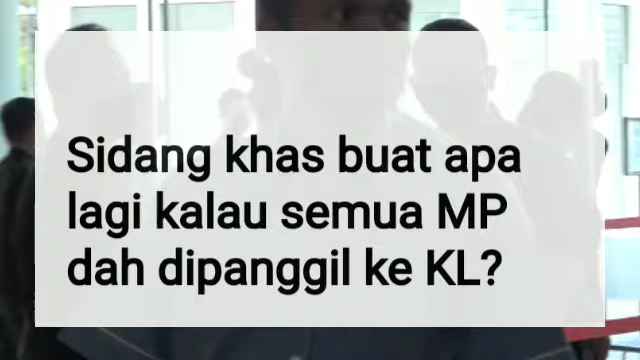 Sidang khas buat apa
lagi kalau semua MP
dah dipanggil ke KL?